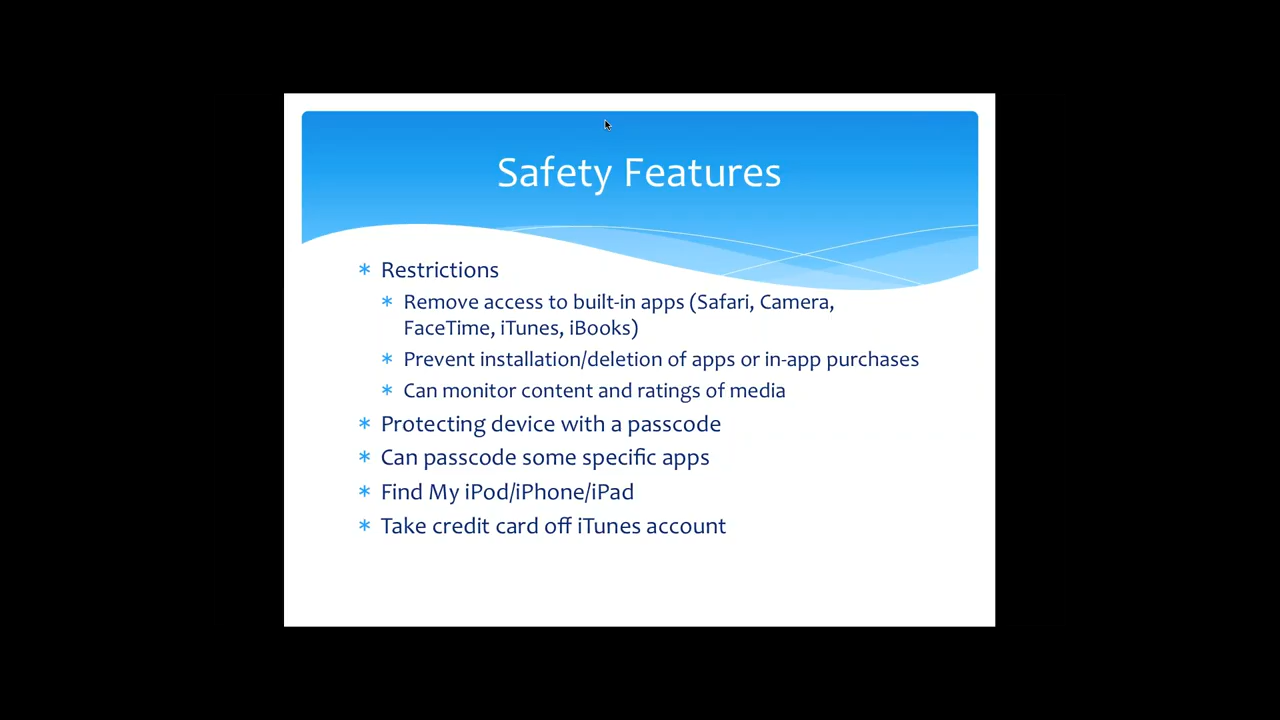 Safety Features
* Restrictions
* Remove access to built-in apps (Safari, Camera,
FaceTime, iTunes, iBooks)
* Prevent installation/deletion of apps or in-app purchases
* Can monitor content and ratings of media
* Protecting device with a passcode
* Can passcode some specific apps
* Find My iPod/iPhone/iPad
* Take credit card off iTunes account